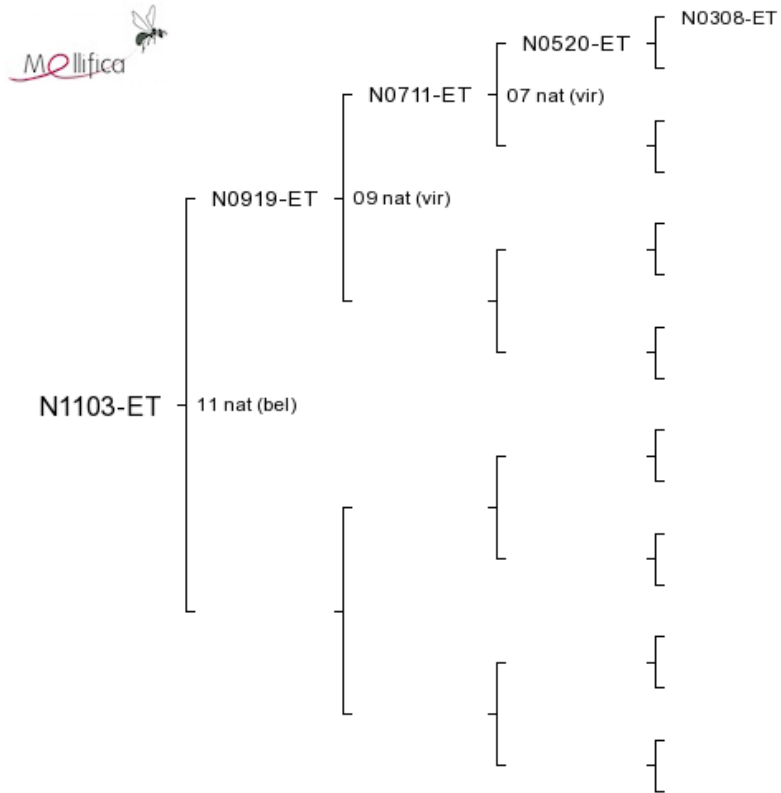 Mellifica
N0308-ET
N0520-ET
N0711-ET
07 nat (vir)
N0919-ET
09 nat (vir)
N1103-ET
11 nat (bel)